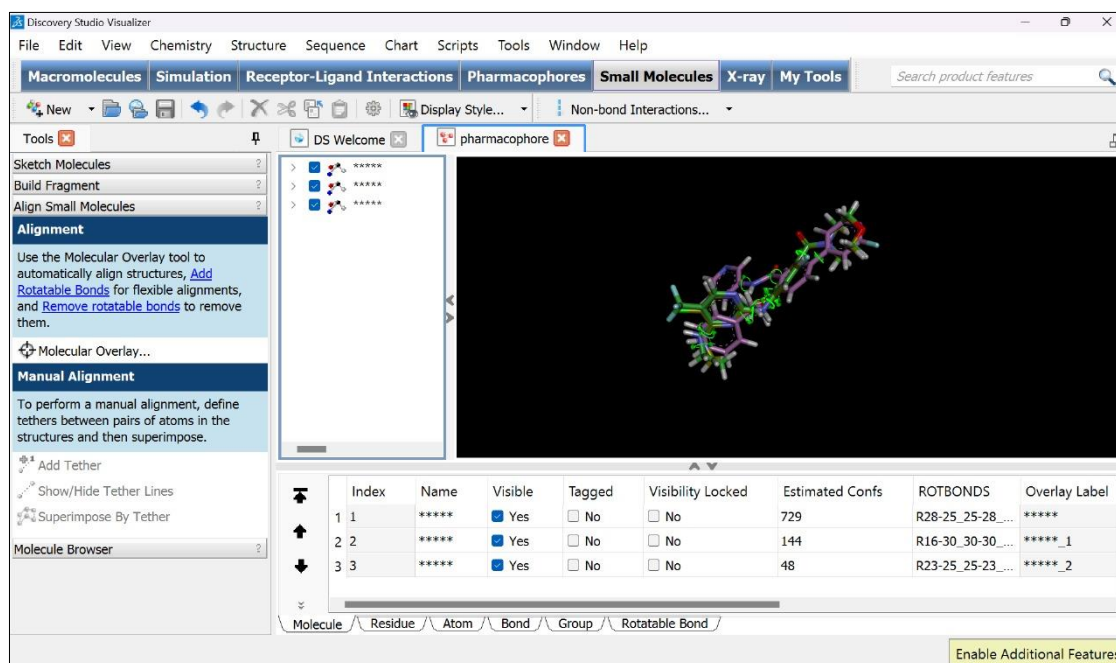 Discovery Studio Visualizer
File Edit View Chemistry Structure Sequence Chart Scripts Tools Window Help
Macromolecules Simulation Receptor-Ligand Interactions Pharmacophores Small Molecules X-ray My Tools Search product features
New Display Style... Non-bond Interactions...
Tools DS Welcome pharmacophore
Sketch Molecules ?
Build Fragment ?
Align Small Molecules ?
Alignment
Use the Molecular Overlay tool to
automatically align structures, Add
Rotatable Bonds for flexible alignments,
and Remove rotatable bonds to remove
them.
Molecular Overlay...
Manual Alignment
To perform a manual alignment, define
tethers between pairs of atoms in the
structures and then superimpose.
Add Tether
Show/Hide Tether Lines
Superimpose By Tether
Molecule Browser ?
*****
*****
*****
Index Name Visible Tagged Visibility Locked Estimated Confs ROTBONDS Overlay Label
1 1 ***** Yes No No 729 R28-25_25-28_... *****
2 2 ***** Yes No No 144 R16-30_30-30_... *****_1
3 3 ***** Yes No No 48 R23-25_25-23_... *****_2
Molecule Residue Atom Bond Group Rotatable Bond
Enable Additional Features